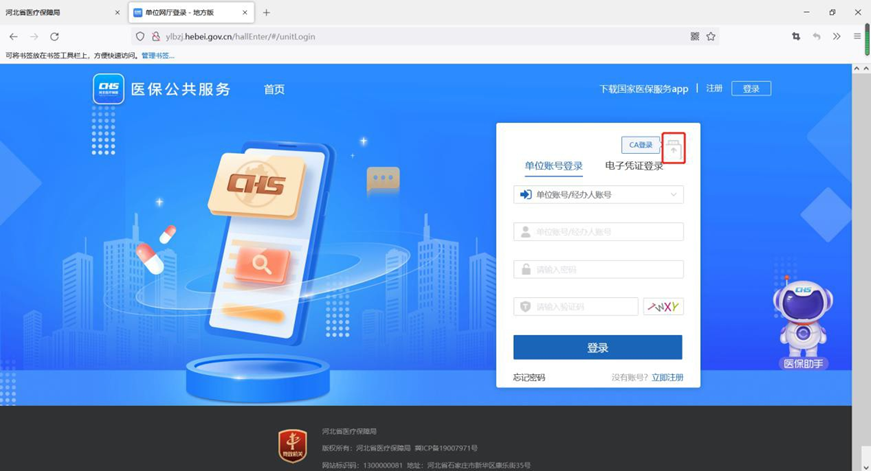 河北省医疗保障局
单位网厅登录 - 地方版
ylbzj.hebei.gov.cn/hallEnter/#/unitLogin
可将书签放在书签工具栏上，方便快速访问。管理书签...
CHS
医保公共服务
首页
下载国家医保服务app
注册
登录
CA登录
单位账号登录
电子凭证登录
CHS
单位账号/经办人账号
单位账号/经办人账号
请输入密码
请输入验证码
登录
忘记密码
没有账号? 立即注册
CHS
医保助手
河北省医疗保障局
版权所有：河北省医疗保障局 冀ICP备19007971号
网站标识码：1300000081 地址：河北省石家庄市新华区康乐街35号
党政机关